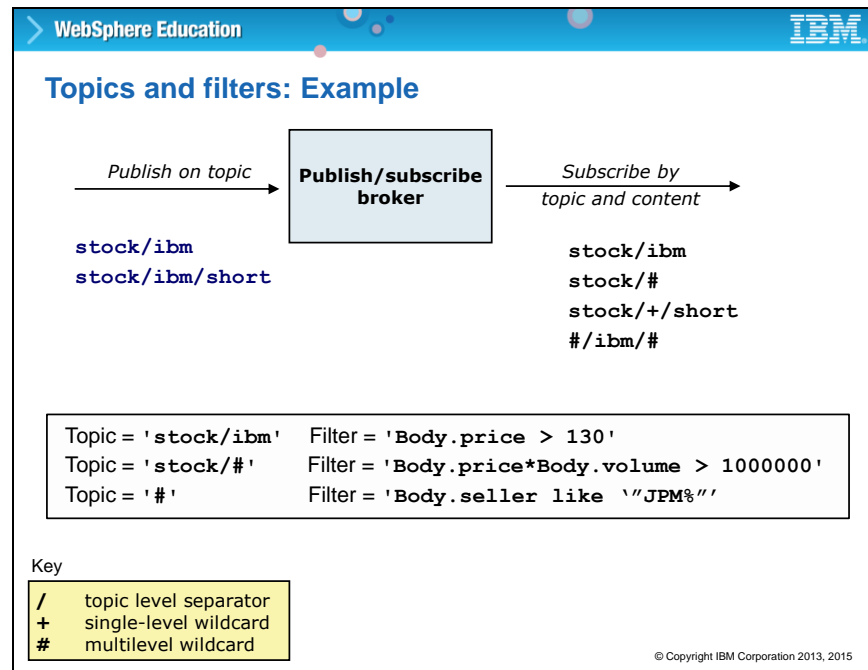 WebSphere Education
IBM
Topics and filters: Example
Publish on topic
Publish/subscribe
broker
Subscribe by
topic and content
stock/ibm
stock/ibm/short
stock/ibm
stock/#
stock/+/short
#/ibm/#
Topic = 'stock/ibm' Filter = 'Body.price > 130'
Topic = 'stock/#' Filter = 'Body.price*Body.volume > 1000000'
Topic = '#' Filter = 'Body.seller like ‘”JPM%”’
Key
/ topic level separator
+ single-level wildcard
# multilevel wildcard
© Copyright IBM Corporation 2013, 2015